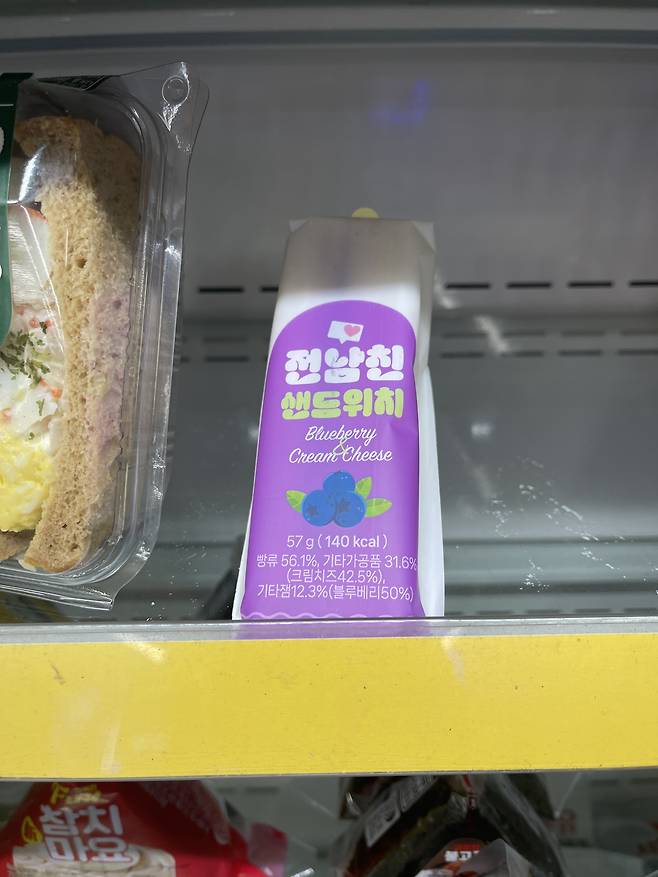 전남친
샌드위치
Blueberry
&
Cream Cheese
57 g ( 140 kcal )
빵류 56.1%, 기타가공품 31.6%
(크림치즈42.5%),
기타잼12.3%(블루베리50%)
참치
마요